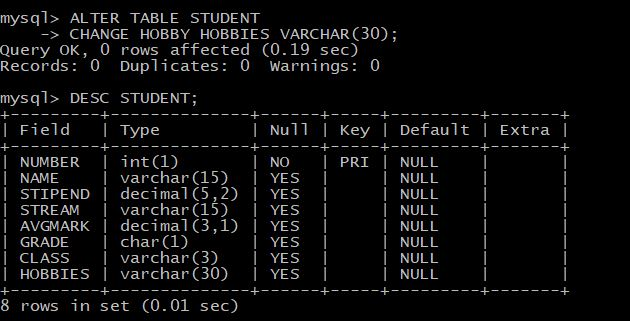 mysql> ALTER TABLE STUDENT
    -> CHANGE HOBBY HOBBIES VARCHAR(30);
Query OK, 0 rows affected (0.19 sec)
Records: 0  Duplicates: 0  Warnings: 0

mysql> DESC STUDENT;
+---------+--------------+------+-----+---------+-------+
| Field   | Type         | Null | Key | Default | Extra |
+---------+--------------+------+-----+---------+-------+
| NUMBER  | int(1)       | NO   | PRI | NULL    |       |
| NAME    | varchar(15)  | YES  |     | NULL    |       |
| STIPEND | decimal(5,2) | YES  |     | NULL    |       |
| STREAM  | varchar(15)  | YES  |     | NULL    |       |
| AVGMARK | decimal(3,1) | YES  |     | NULL    |       |
| GRADE   | char(1)      | YES  |     | NULL    |       |
| CLASS   | varchar(3)   | YES  |     | NULL    |       |
| HOBBIES | varchar(30)  | YES  |     | NULL    |       |
+---------+--------------+------+-----+---------+-------+
8 rows in set (0.01 sec)